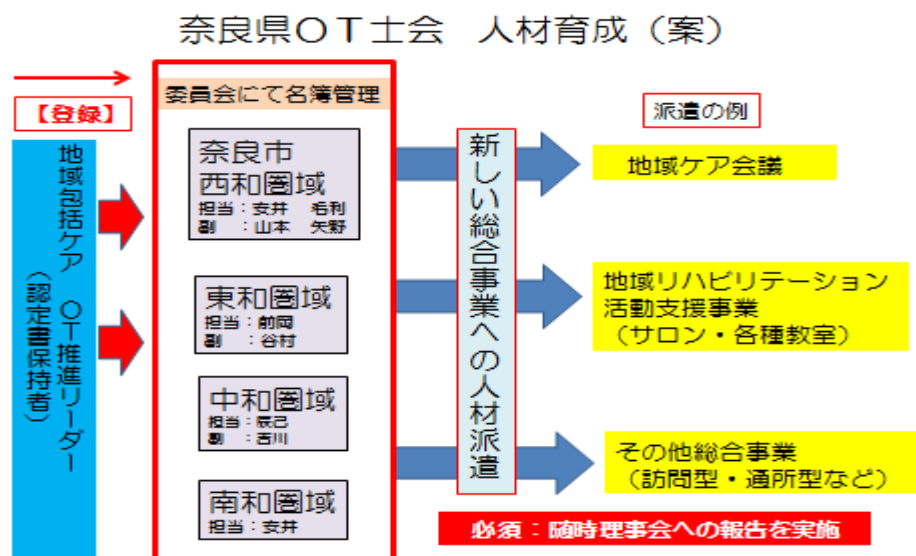 奈良県OT士会 人材育成（案）
【登録】
地域包括ケア OT推進リーダー
（認定書保持者）
委員会にて名簿管理
奈良市
西和圏域
担当：安井 毛利
副 ：山本 矢野
東和圏域
担当：前岡
副 ：谷村
中和圏域
担当：辰己
副 ：吉川
南和圏域
担当：安井
新しい総合事業への人材派遣
派遣の例
地域ケア会議
地域リハビリテーション
活動支援事業
（サロン・各種教室）
その他総合事業
（訪問型・通所型など）
必須：随時理事会への報告を実施